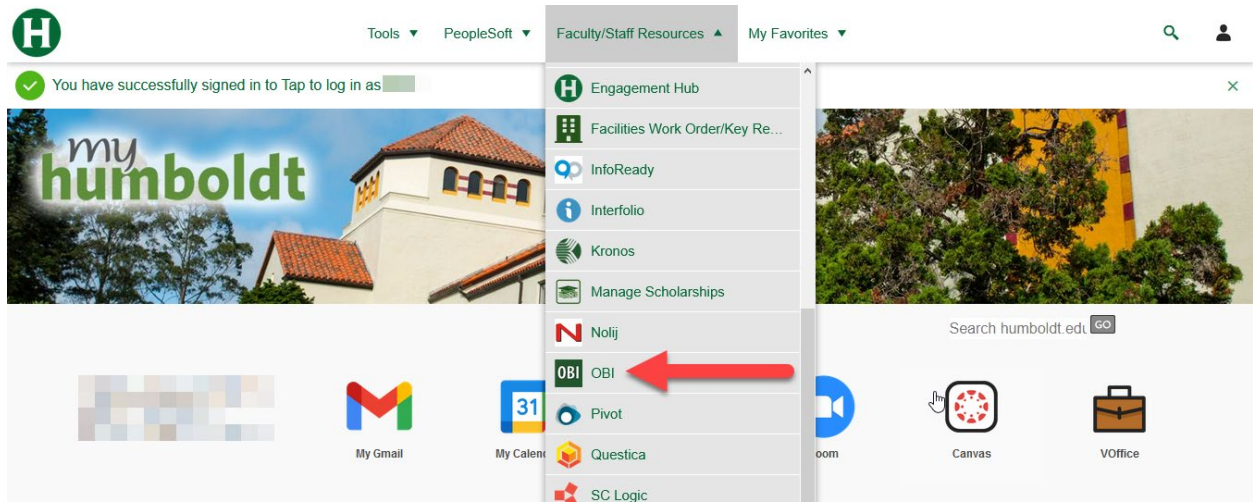 H
Tools ▼ PeopleSoft ▼ Faculty/Staff Resources ▲ My Favorites ▼
You have successfully signed in to Tap to log in as
my
humboldt
H Engagement Hub
Facilities Work Order/Key Re...
InfoReady
Interfolio
Kronos
Manage Scholarships
N Nolij
OBI OBI
Pivot
Questica
SC Logic
Search humboldt.edu GO
31
My Gmail
My Calend
oom
Canvas
VOffice